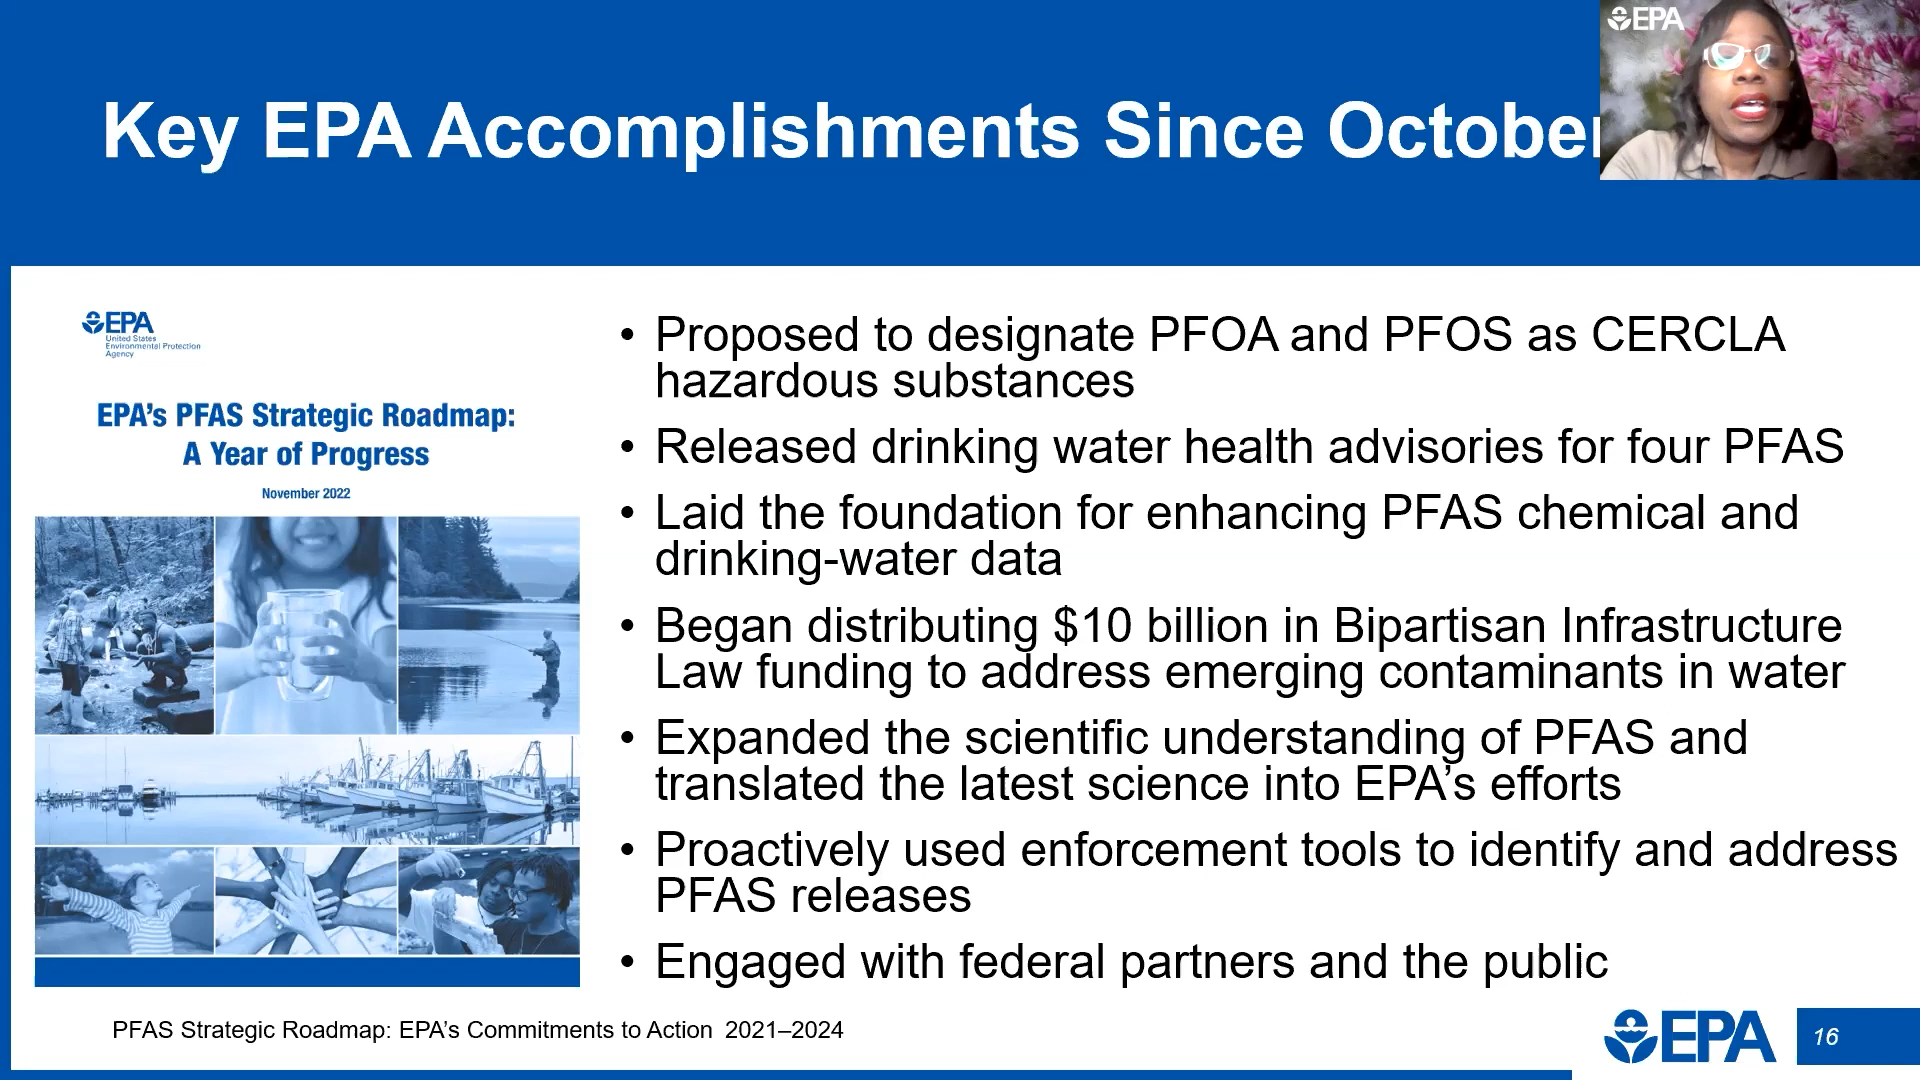 Key EPA Accomplishments Since October
EPA
EPA
United States
Environmental Protection
Agency
EPA's PFAS Strategic Roadmap:
A Year of Progress
November 2022
• Proposed to designate PFOA and PFOS as CERCLA
hazardous substances
• Released drinking water health advisories for four PFAS
• Laid the foundation for enhancing PFAS chemical and
drinking-water data
• Began distributing $10 billion in Bipartisan Infrastructure
Law funding to address emerging contaminants in water
• Expanded the scientific understanding of PFAS and
translated the latest science into EPA’s efforts
• Proactively used enforcement tools to identify and address
PFAS releases
• Engaged with federal partners and the public
PFAS Strategic Roadmap: EPA’s Commitments to Action 2021–2024
EPA
16